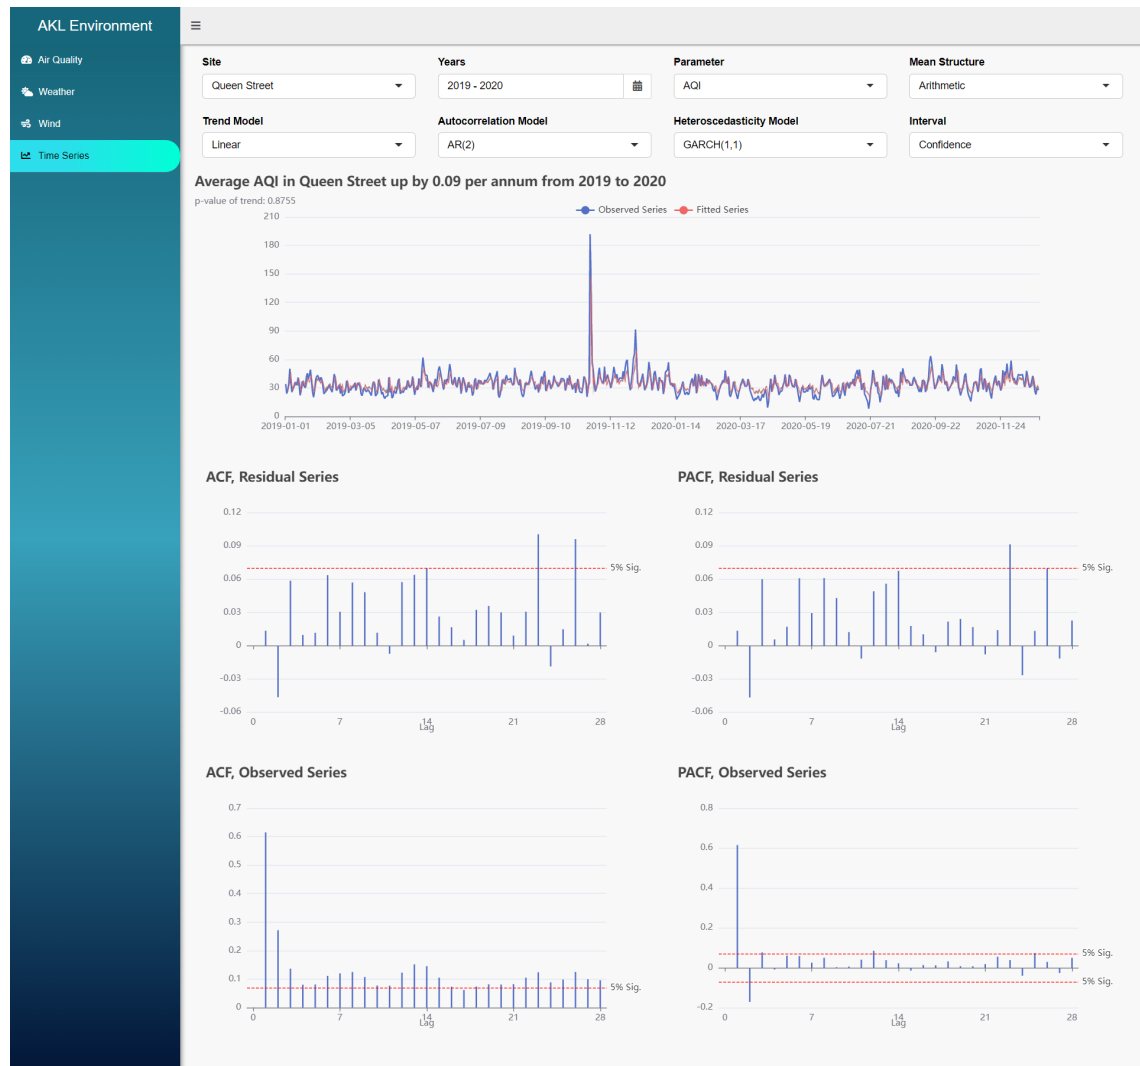 AKL Environment
Air Quality
Weather
Wind
Time Series
Site
Years
Parameter
Mean Structure
Queen Street
2019 - 2020
AQI
Arithmetic
Trend Model
Autocorrelation Model
Heteroscedasticity Model
Interval
Linear
AR(2)
GARCH(1,1)
Confidence
Average AQI in Queen Street up by 0.09 per annum from 2019 to 2020
p-value of trend: 0.8755
Observed Series Fitted Series
210
180
150
120
90
60
30
0
2019-01-01 2019-03-05 2019-05-07 2019-07-09 2019-09-10 2019-11-12 2020-01-14 2020-03-17 2020-05-19 2020-07-21 2020-09-22 2020-11-24
ACF, Residual Series
0.12
0.09
5% Sig.
0.06
0.03
0
-0.03
-0.06
0 7 14 21 28
Lag
PACF, Residual Series
0.12
0.09
5% Sig.
0.06
0.03
0
-0.03
-0.06
0 7 14 21 28
Lag
ACF, Observed Series
0.7
0.6
0.5
0.4
0.3
0.2
0.1
5% Sig.
0
0 7 14 21 28
Lag
PACF, Observed Series
0.8
0.6
0.4
0.2
5% Sig.
0
5% Sig.
-0.2
0 7 14 21 28
Lag